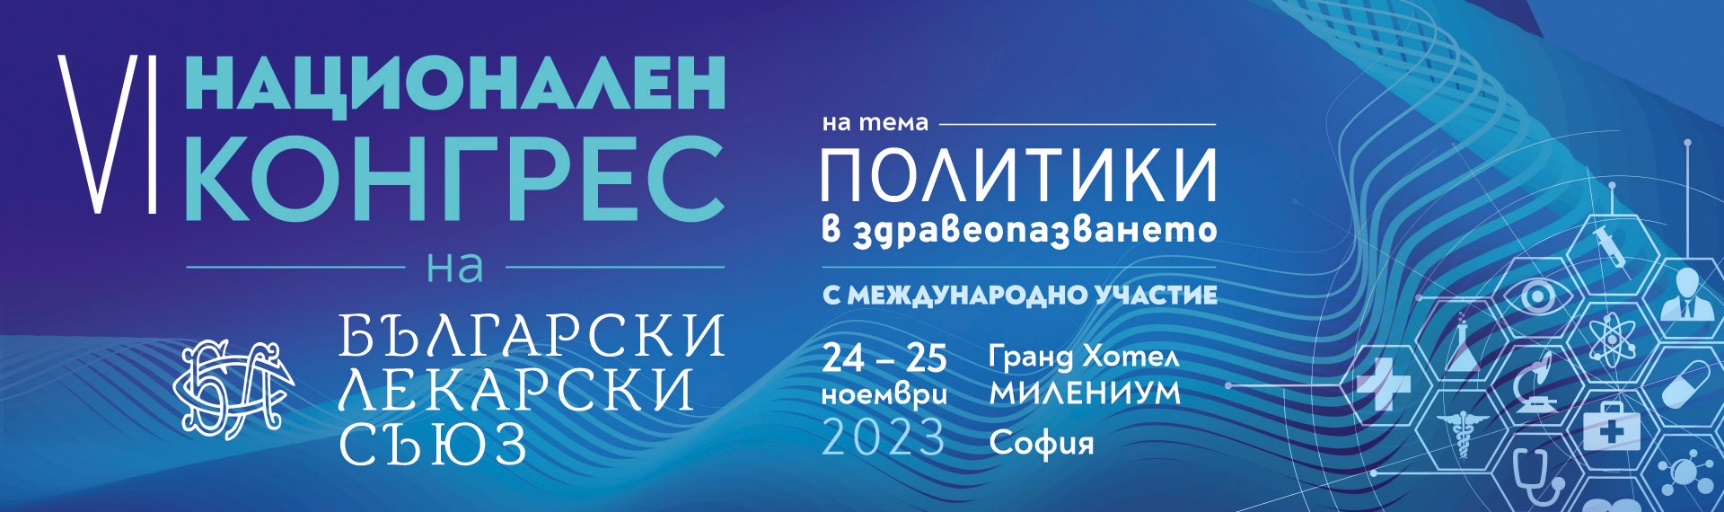 VI
НАЦИОНАЛЕН
КОНГРЕС
на
БЪЛГАРСКИ
ЛЕКАРСКИ
СЪЮЗ
на тема
ПОЛИТИКИ
в здравеопазването
С МЕЖДУНАРОДНО УЧАСТИЕ
24 – 25
ноември
2023
Гранд Хотел
МИЛЕНИУМ
София